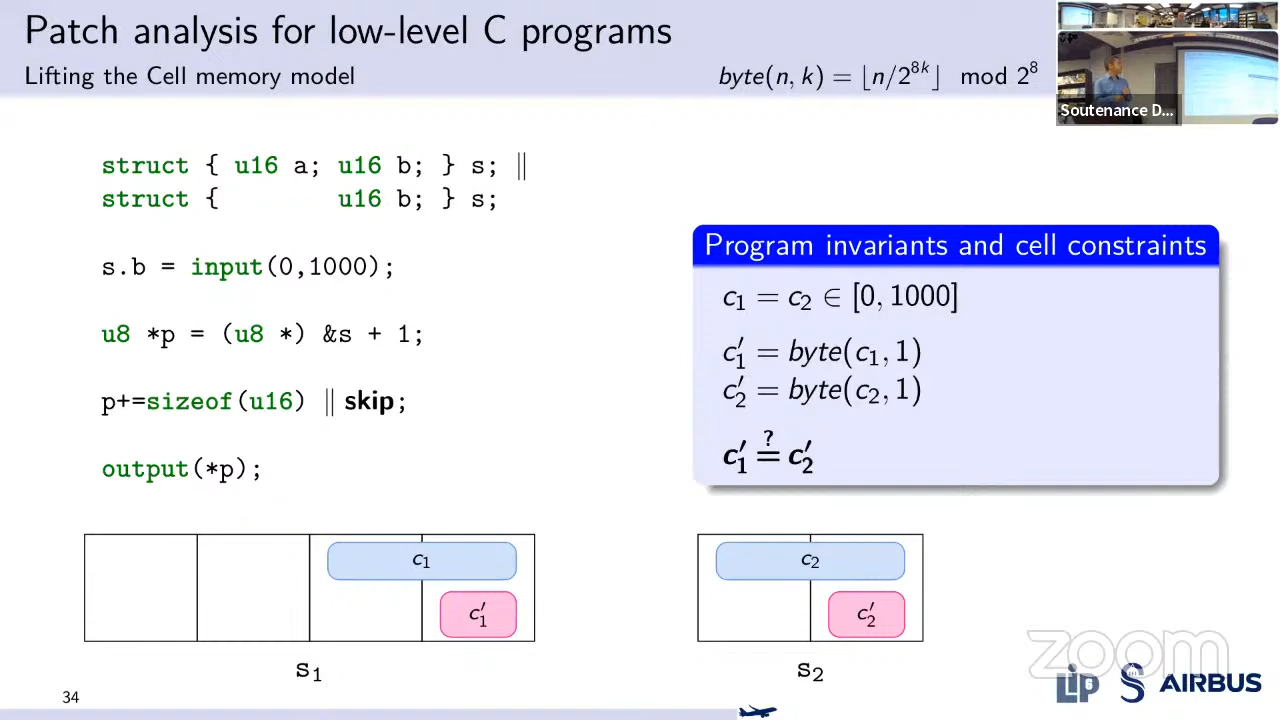 Patch analysis for low-level C programs
Lifting the Cell memory model
byte(n, k) = ⌊n/2^{8k}⌋ mod 2^8
Soutenance D...
struct { u16 a; u16 b; } s; ‖
struct { u16 b; } s;
s.b = input(0,1000);
u8 *p = (u8 *) &s + 1;
p+=sizeof(u16) ‖ skip;
output(*p);
Program invariants and cell constraints
c₁ = c₂ ∈ [0, 1000]
c′₁ = byte(c₁, 1)
c′₂ = byte(c₂, 1)
c′₁ ≟ c′₂
c₁
c′₁
s₁
c₂
c′₂
s₂
zoom
LIP6
AIRBUS
34